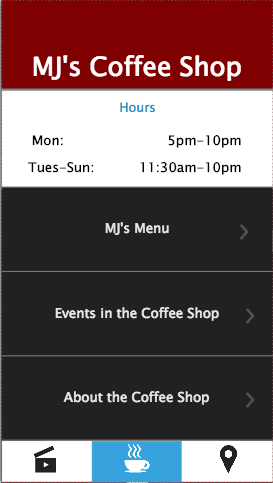 MJ's Coffee Shop
Hours
Mon: 5pm-10pm
Tues-Sun: 11:30am-10pm
MJ's Menu
Events in the Coffee Shop
About the Coffee Shop